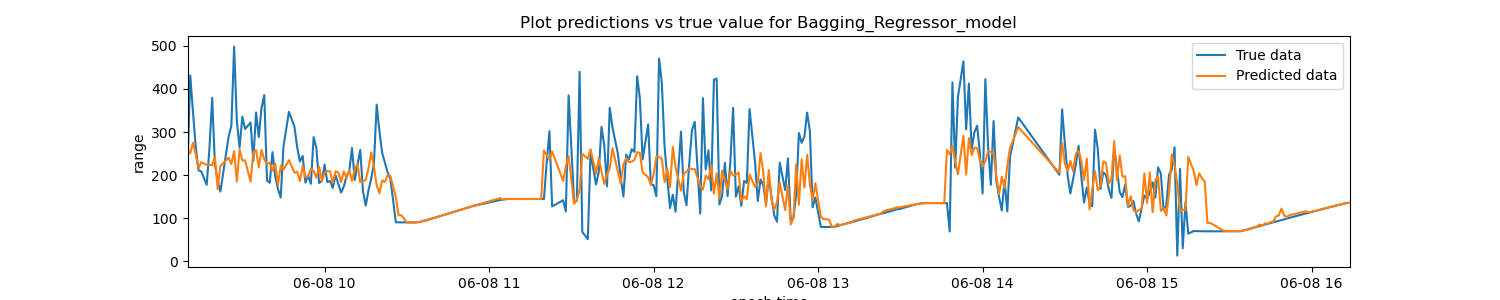 Plot predictions vs true value for Bagging_Regressor_model
True data
Predicted data
range
500
400
300
200
100
0
06-08 10
06-08 11
06-08 12
06-08 13
06-08 14
06-08 15
06-08 16
epoch time